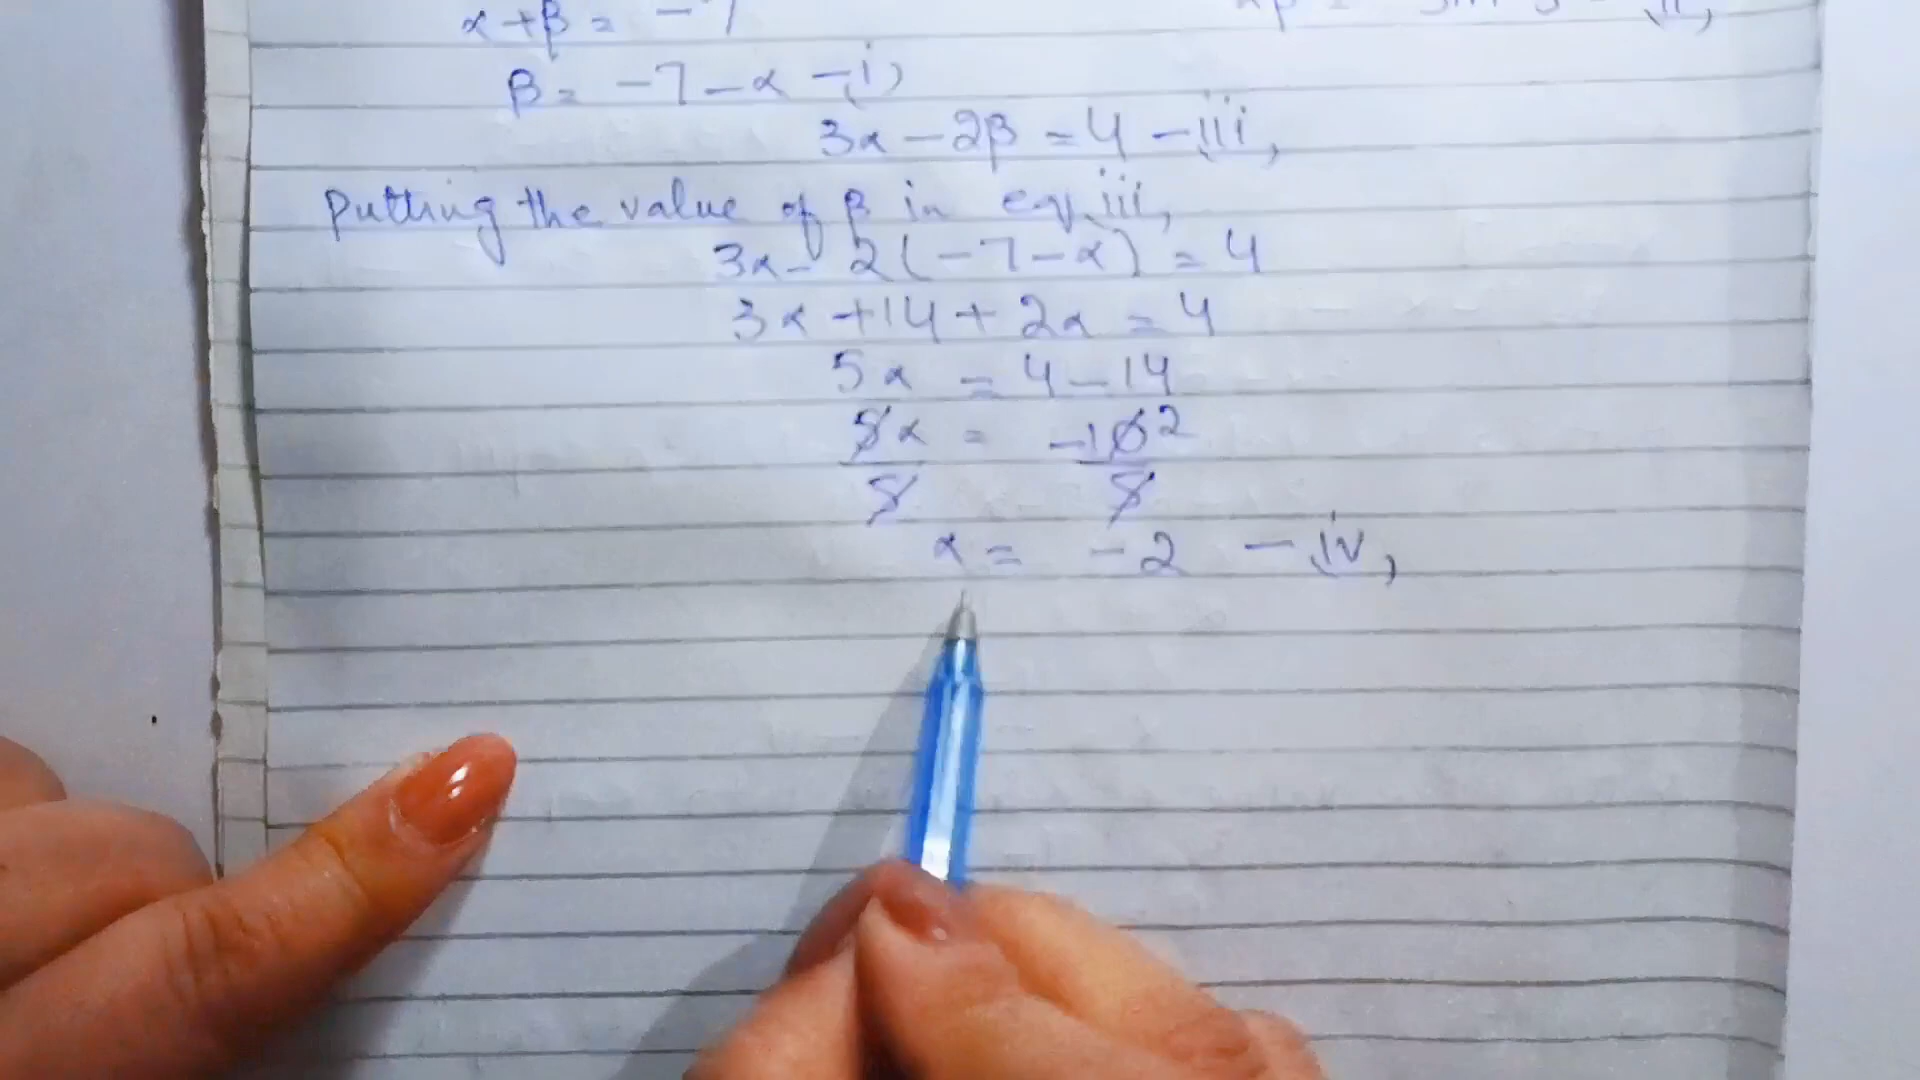 α + β = -7
β = -7 - α - i)
3α - 2β = 4 - iii,
Putting the value of β in eq. iii,
3α - 2(-7 - α) = 4
3α + 14 + 2α = 4
5α = 4 - 14
5α = -10 2
5 5
α = -2 - iv,